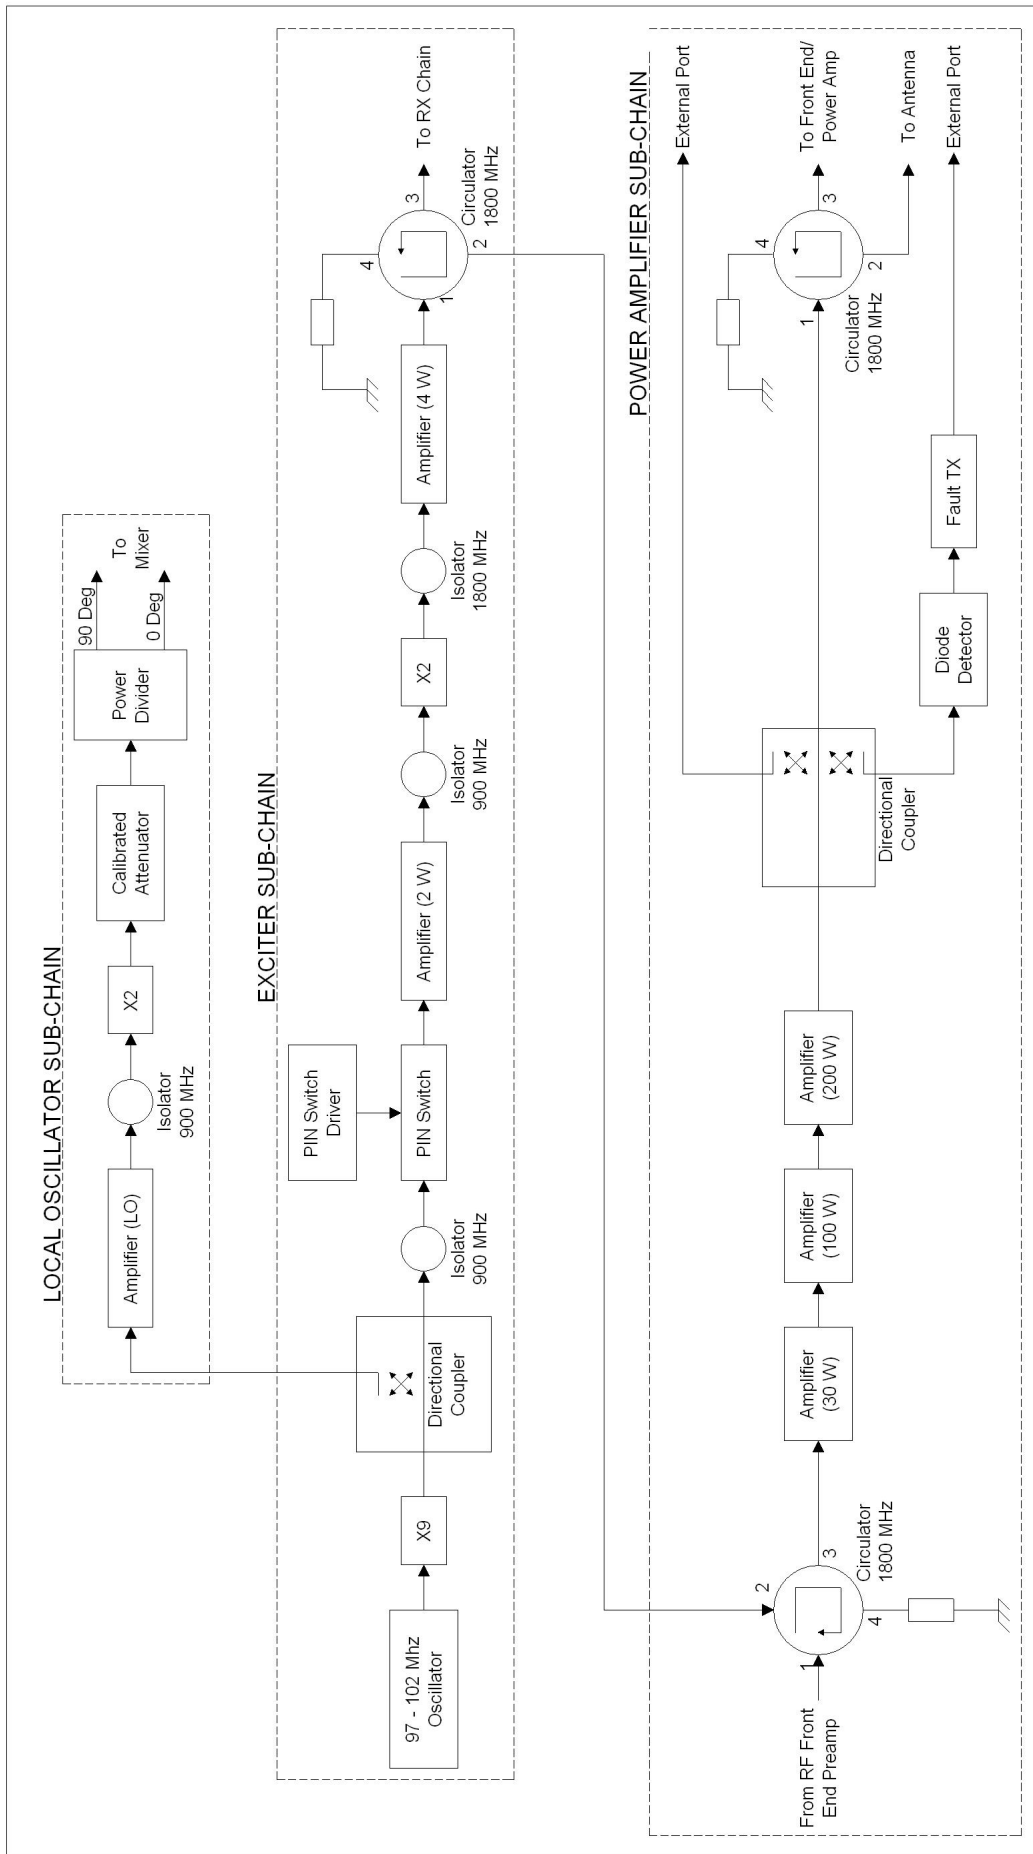 LOCAL OSCILLATOR SUB-CHAIN
Amplifier (LO)
Isolator
900 MHz
X2
Calibrated
Attenuator
Power
Divider
90 Deg
0 Deg
To
Mixer
EXCITER SUB-CHAIN
97 - 102 Mhz
Oscillator
X9
Directional
Coupler
Isolator
900 MHz
PIN Switch
Driver
PIN Switch
Amplifier (2 W)
Isolator
900 MHz
X2
Isolator
1800 MHz
Amplifier (4 W)
1
4
3
2
To RX Chain
Circulator
1800 MHz
POWER AMPLIFIER SUB-CHAIN
From RF Front
End Preamp
1
2
3
4
Circulator
1800 MHz
Amplifier
(30 W)
Amplifier
(100 W)
Amplifier
(200 W)
Directional
Coupler
Diode
Detector
Fault TX
1
4
3
2
Circulator
1800 MHz
External Port
To Front End/
Power Amp
To Antenna
External Port